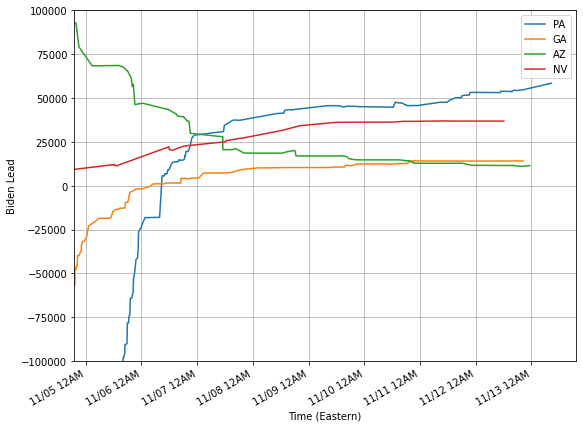 100000
75000
50000
25000
0
−25000
−50000
−75000
−100000
Biden Lead
PA
GA
AZ
NV
11/05 12AM
11/06 12AM
11/07 12AM
11/08 12AM
11/09 12AM
11/10 12AM
11/11 12AM
11/12 12AM
11/13 12AM
Time (Eastern)